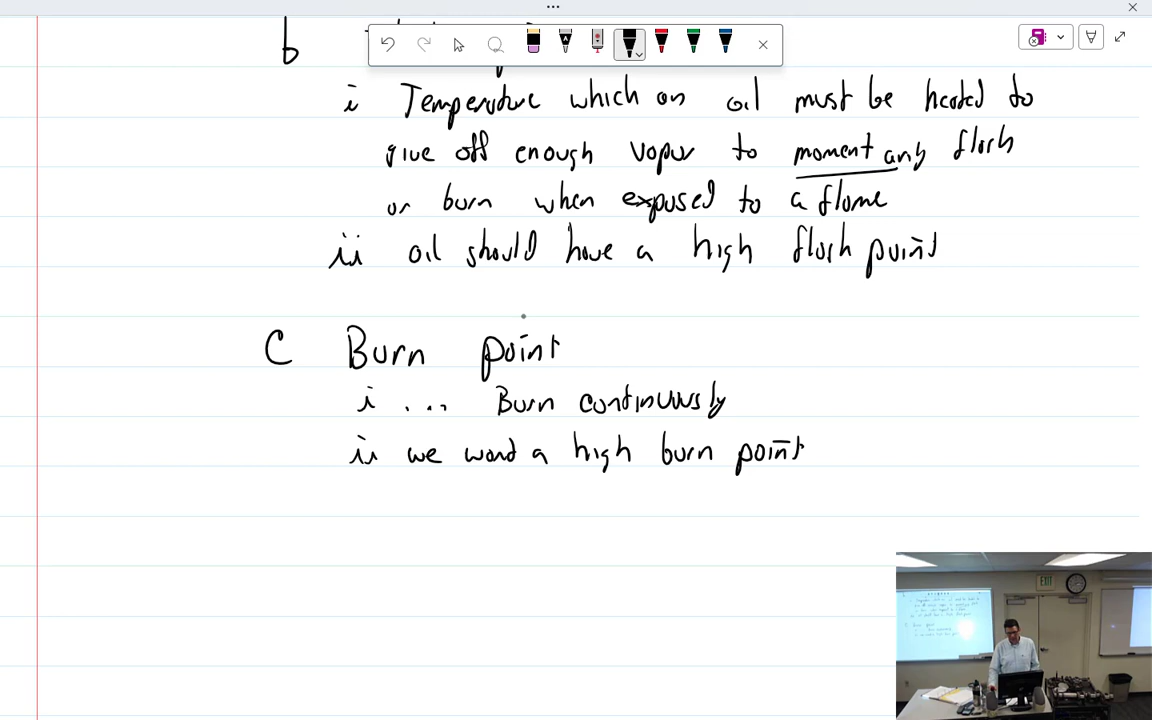 b
i Temperature which an oil must be heated to
give off enough vapor to momentarily flash
or burn when exposed to a flame
ii oil should have a high flash point
C Burn point
i ... Burn continuously
ii we want a high burn point
EXIT